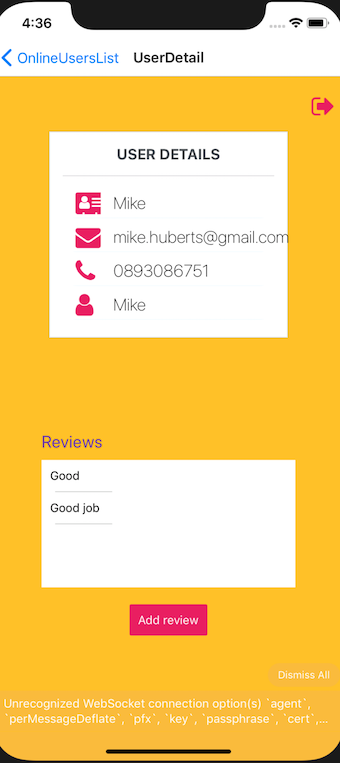 4:36
OnlineUsersList UserDetail
USER DETAILS
Mike
mike.huberts@gmail.com
0893086751
Mike
Reviews
Good
Good job
Add review
Dismiss All
Unrecognized WebSocket connection option(s) `agent`,
`perMessageDeflate`, `pfx`, `key`, `passphrase`, `cert`,...